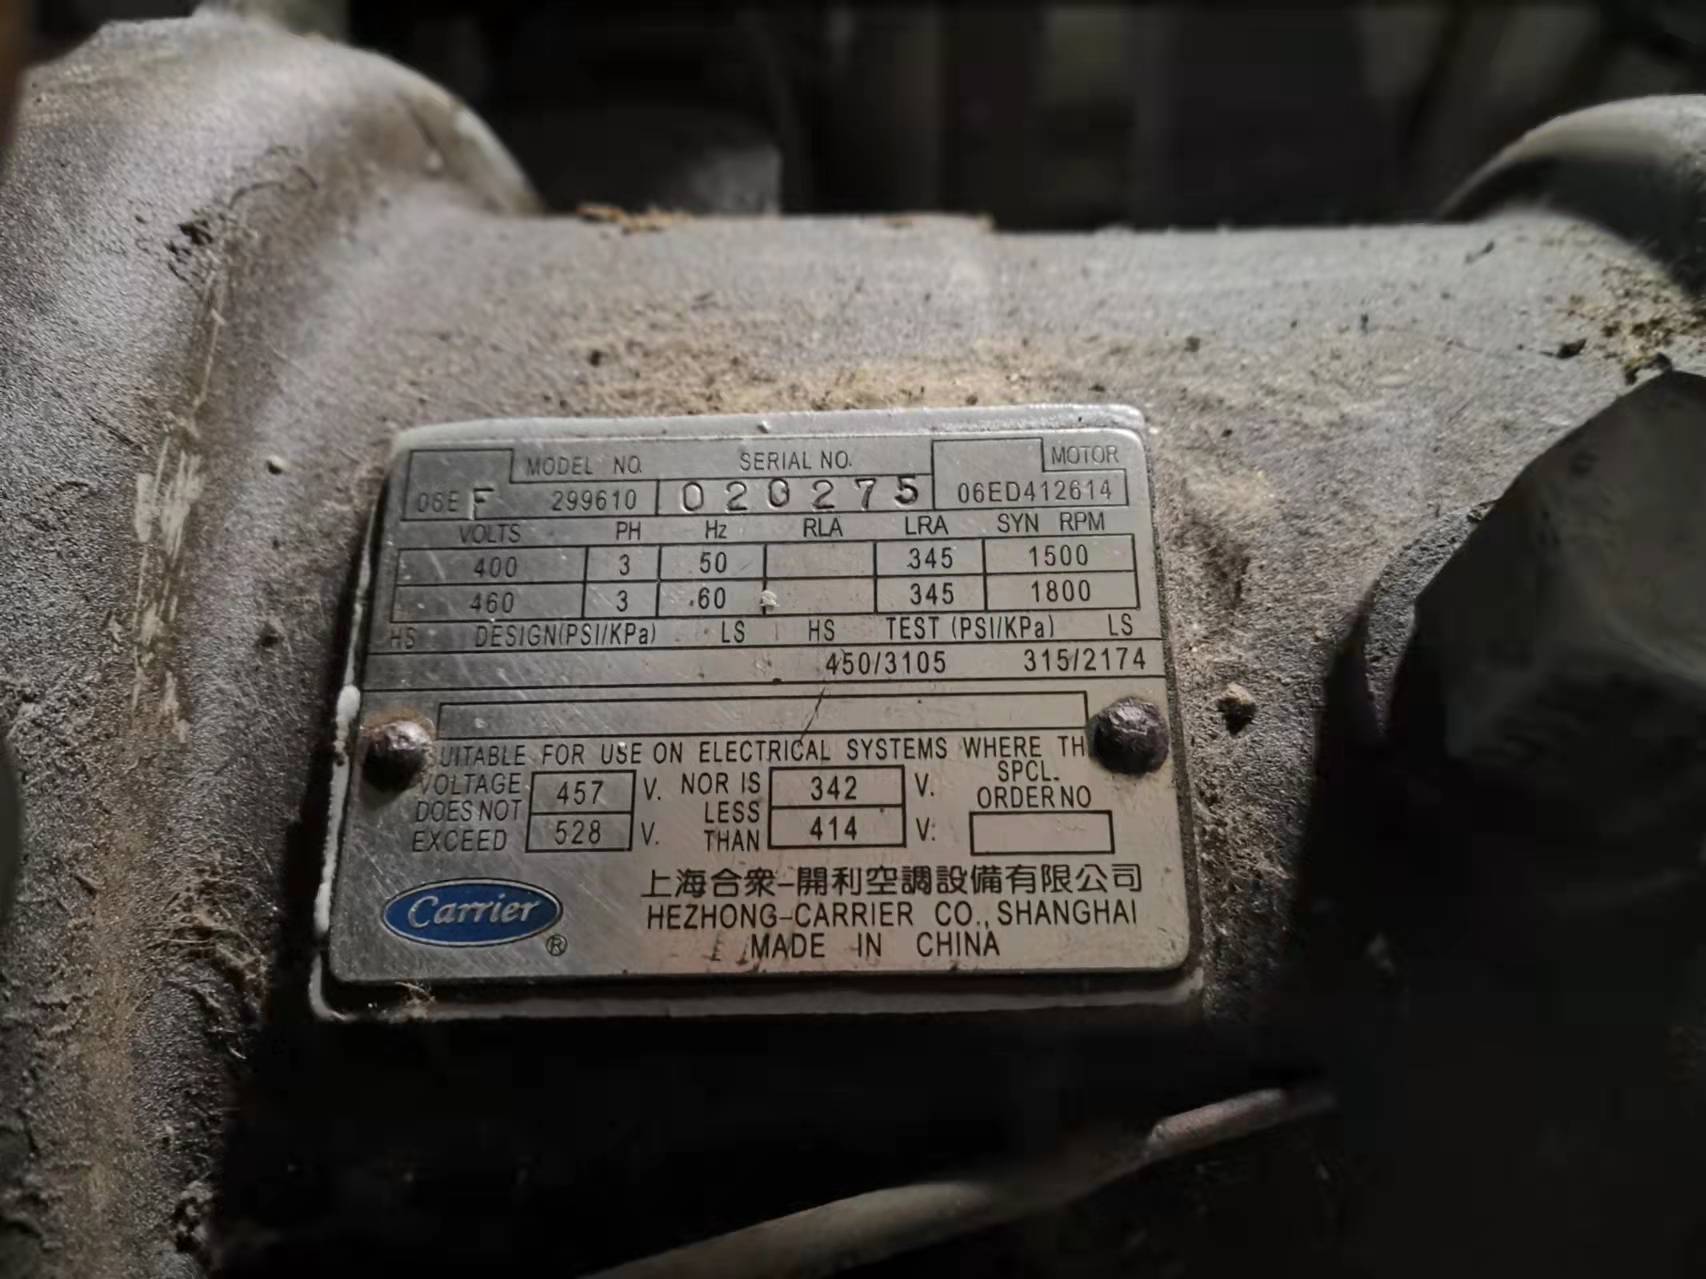 MODEL NO. SERIAL NO. MOTOR
06E F 299610 020275 06ED412614
VOLTS PH Hz RLA LRA SYN RPM
400 3 50 345 1500
460 3 60 345 1800
HS DESIGN(PSI/KPa) LS HS TEST (PSI/KPa) LS
450/3105 315/2174
UITABLE FOR USE ON ELECTRICAL SYSTEMS WHERE TH
VOLTAGE 457 V. NOR IS 342 V. SPCL.
DOES NOT LESS ORDER NO
EXCEED 528 V. THAN 414 V.
上海合衆-開利空調設備有限公司
Carrier ® HEZHONG-CARRIER CO., SHANGHAI
MADE IN CHINA